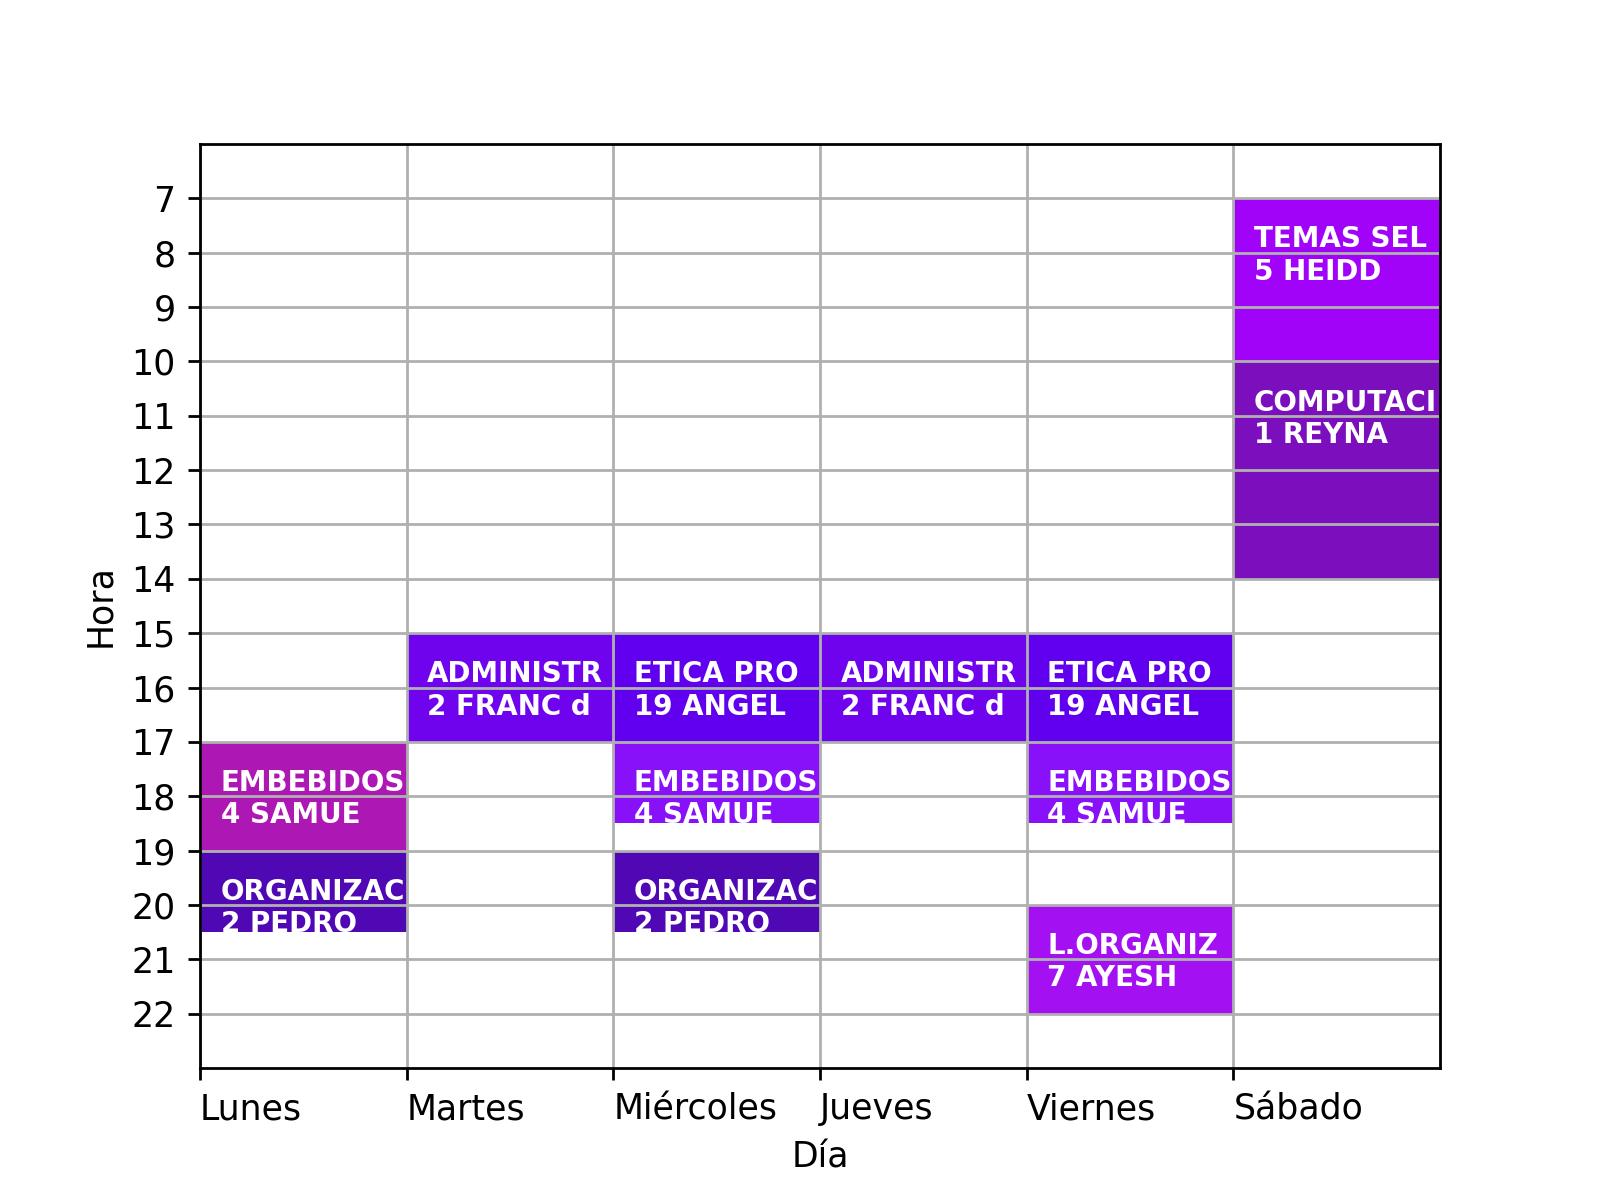 7
8
9
10
11
12
13
14
15
16
17
18
19
20
21
22
Hora
TEMAS SEL
5 HEIDD
COMPUTACI
1 REYNA
ADMINISTR
2 FRANC d
ETICA PRO
19 ANGEL
ADMINISTR
2 FRANC d
ETICA PRO
19 ANGEL
EMBEBIDOS
4 SAMUE
EMBEBIDOS
4 SAMUE
EMBEBIDOS
4 SAMUE
ORGANIZAC
2 PEDRO
ORGANIZAC
2 PEDRO
L.ORGANIZ
7 AYESH
Lunes
Martes
Miércoles
Jueves
Viernes
Sábado
Día